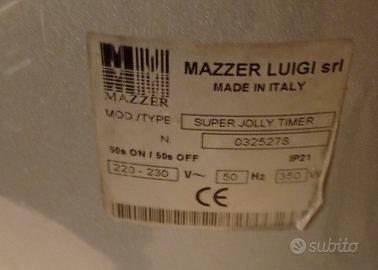 MAZZER LUIGI srl
MADE IN ITALY
MAZZER
MOD./TYPE SUPER JOLLY TIMER
N. 0325278
50s ON / 50s OFF IP21
220 - 230 V~ 50 Hz 350 W
CE
subito